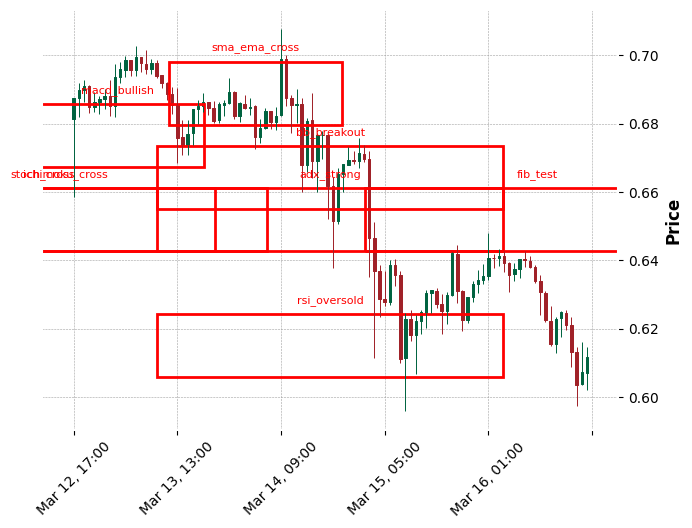 sma_ema_cross
0.70
macd_bullish
0.68
bb_breakout
stoch_cross
ichimoku_cross
adx_strong
fib_test
0.66
Price
0.64
rsi_oversold
0.62
0.60
Mar 12, 17:00
Mar 13, 13:00
Mar 14, 09:00
Mar 15, 05:00
Mar 16, 01:00